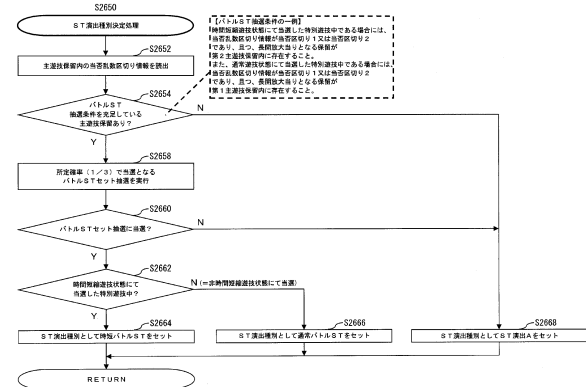 S2650
ST演出種別決定処理
【バトルST抽選条件の一例】
時間短縮遊技状態にて当選した特別遊技中である場合には、
当否乱数区切り情報が当否区切り1又は当否区切り2
であり、且つ、長開放大当りとなる保留が
第2主遊技保留内に存在すること。
また、通常遊技状態にて当選した特別遊技中である場合には、
当否乱数区切り情報が当否区切り1又は当否区切り2
であり、且つ、長開放大当りとなる保留が
第1主遊技保留内に存在すること。
S2652
主遊技保留内の当否乱数区切り情報を読出
S2654
バトルST
抽選条件を充足している
主遊技保留あり?
N
Y
S2658
所定確率(1/3)で当選となる
バトルSTセット抽選を実行
S2660
バトルSTセット抽選に当選?
N
Y
S2662
時間短縮遊技状態にて
当選した特別遊技中?
N(=非時間短縮遊技状態にて当選)
Y
S2664
ST演出種別として時短バトルSTをセット
S2666
ST演出種別として通常バトルSTをセット
S2668
ST演出種別としてST演出Aをセット
RETURN